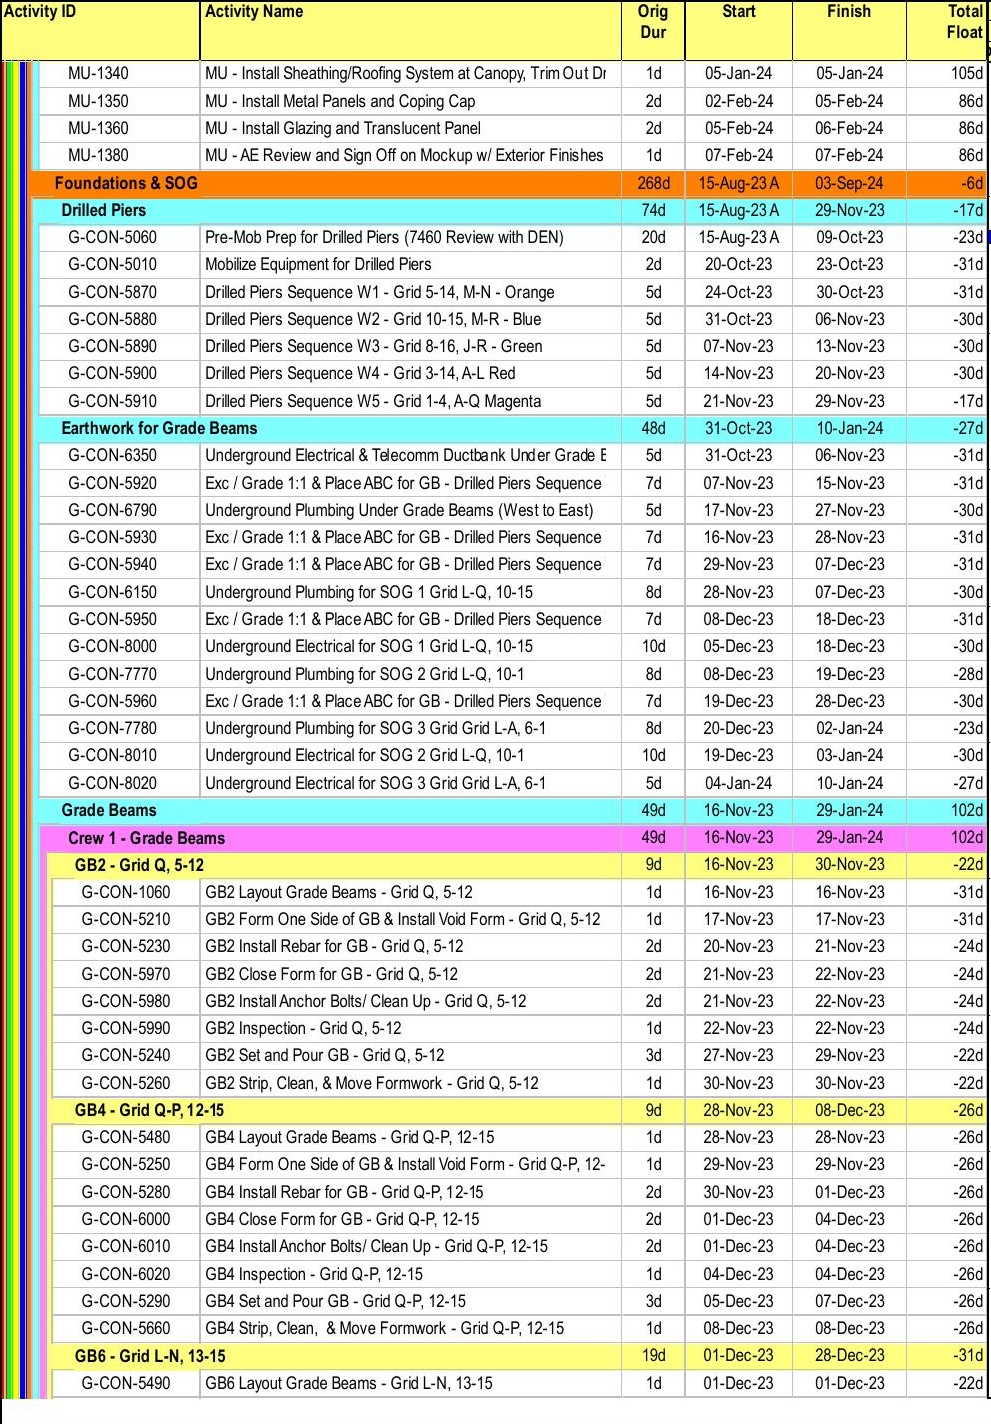 Activity ID Activity Name Orig Dur Start Finish Total Float
MU-1340 MU - Install Sheathing/Roofing System at Canopy, Trim Out Dr 1d 05-Jan-24 05-Jan-24 105d
MU-1350 MU - Install Metal Panels and Coping Cap 2d 02-Feb-24 05-Feb-24 86d
MU-1360 MU - Install Glazing and Translucent Panel 2d 05-Feb-24 06-Feb-24 86d
MU-1380 MU - AE Review and Sign Off on Mockup w/ Exterior Finishes 1d 07-Feb-24 07-Feb-24 86d
Foundations & SOG 268d 15-Aug-23 A 03-Sep-24 -6d
Drilled Piers 74d 15-Aug-23 A 29-Nov-23 -17d
G-CON-5060 Pre-Mob Prep for Drilled Piers (7460 Review with DEN) 20d 15-Aug-23 A 09-Oct-23 -23d
G-CON-5010 Mobilize Equipment for Drilled Piers 2d 20-Oct-23 23-Oct-23 -31d
G-CON-5870 Drilled Piers Sequence W1 - Grid 5-14, M-N - Orange 5d 24-Oct-23 30-Oct-23 -31d
G-CON-5880 Drilled Piers Sequence W2 - Grid 10-15, M-R - Blue 5d 31-Oct-23 06-Nov-23 -30d
G-CON-5890 Drilled Piers Sequence W3 - Grid 8-16, J-R - Green 5d 07-Nov-23 13-Nov-23 -30d
G-CON-5900 Drilled Piers Sequence W4 - Grid 3-14, A-L Red 5d 14-Nov-23 20-Nov-23 -30d
G-CON-5910 Drilled Piers Sequence W5 - Grid 1-4, A-Q Magenta 5d 21-Nov-23 29-Nov-23 -17d
Earthwork for Grade Beams 48d 31-Oct-23 10-Jan-24 -27d
G-CON-6350 Underground Electrical & Telecomm Ductbank Under Grade E 5d 31-Oct-23 06-Nov-23 -31d
G-CON-5920 Exc / Grade 1:1 & Place ABC for GB - Drilled Piers Sequence 7d 07-Nov-23 15-Nov-23 -31d
G-CON-6790 Underground Plumbing Under Grade Beams (West to East) 5d 17-Nov-23 27-Nov-23 -30d
G-CON-5930 Exc / Grade 1:1 & Place ABC for GB - Drilled Piers Sequence 7d 16-Nov-23 28-Nov-23 -31d
G-CON-5940 Exc / Grade 1:1 & Place ABC for GB - Drilled Piers Sequence 7d 29-Nov-23 07-Dec-23 -31d
G-CON-6150 Underground Plumbing for SOG 1 Grid L-Q, 10-15 8d 28-Nov-23 07-Dec-23 -30d
G-CON-5950 Exc / Grade 1:1 & Place ABC for GB - Drilled Piers Sequence 7d 08-Dec-23 18-Dec-23 -31d
G-CON-8000 Underground Electrical for SOG 1 Grid L-Q, 10-15 10d 05-Dec-23 18-Dec-23 -30d
G-CON-7770 Underground Plumbing for SOG 2 Grid L-Q, 10-1 8d 08-Dec-23 19-Dec-23 -28d
G-CON-5960 Exc / Grade 1:1 & Place ABC for GB - Drilled Piers Sequence 7d 19-Dec-23 28-Dec-23 -30d
G-CON-7780 Underground Plumbing for SOG 3 Grid Grid L-A, 6-1 8d 20-Dec-23 02-Jan-24 -23d
G-CON-8010 Underground Electrical for SOG 2 Grid L-Q, 10-1 10d 19-Dec-23 03-Jan-24 -30d
G-CON-8020 Underground Electrical for SOG 3 Grid Grid L-A, 6-1 5d 04-Jan-24 10-Jan-24 -27d
Grade Beams 49d 16-Nov-23 29-Jan-24 102d
Crew 1 - Grade Beams 49d 16-Nov-23 29-Jan-24 102d
GB2 - Grid Q, 5-12 9d 16-Nov-23 30-Nov-23 -22d
G-CON-1060 GB2 Layout Grade Beams - Grid Q, 5-12 1d 16-Nov-23 16-Nov-23 -31d
G-CON-5210 GB2 Form One Side of GB & Install Void Form - Grid Q, 5-12 1d 17-Nov-23 17-Nov-23 -31d
G-CON-5230 GB2 Install Rebar for GB - Grid Q, 5-12 2d 20-Nov-23 21-Nov-23 -24d
G-CON-5970 GB2 Close Form for GB - Grid Q, 5-12 2d 21-Nov-23 22-Nov-23 -24d
G-CON-5980 GB2 Install Anchor Bolts/ Clean Up - Grid Q, 5-12 2d 21-Nov-23 22-Nov-23 -24d
G-CON-5990 GB2 Inspection - Grid Q, 5-12 1d 22-Nov-23 22-Nov-23 -24d
G-CON-5240 GB2 Set and Pour GB - Grid Q, 5-12 3d 27-Nov-23 29-Nov-23 -22d
G-CON-5260 GB2 Strip, Clean, & Move Formwork - Grid Q, 5-12 1d 30-Nov-23 30-Nov-23 -22d
GB4 - Grid Q-P, 12-15 9d 28-Nov-23 08-Dec-23 -26d
G-CON-5480 GB4 Layout Grade Beams - Grid Q-P, 12-15 1d 28-Nov-23 28-Nov-23 -26d
G-CON-5250 GB4 Form One Side of GB & Install Void Form - Grid Q-P, 12- 1d 29-Nov-23 29-Nov-23 -26d
G-CON-5280 GB4 Install Rebar for GB - Grid Q-P, 12-15 2d 30-Nov-23 01-Dec-23 -26d
G-CON-6000 GB4 Close Form for GB - Grid Q-P, 12-15 2d 01-Dec-23 04-Dec-23 -26d
G-CON-6010 GB4 Install Anchor Bolts/ Clean Up - Grid Q-P, 12-15 2d 01-Dec-23 04-Dec-23 -26d
G-CON-6020 GB4 Inspection - Grid Q-P, 12-15 1d 04-Dec-23 04-Dec-23 -26d
G-CON-5290 GB4 Set and Pour GB - Grid Q-P, 12-15 3d 05-Dec-23 07-Dec-23 -26d
G-CON-5660 GB4 Strip, Clean, & Move Formwork - Grid Q-P, 12-15 1d 08-Dec-23 08-Dec-23 -26d
GB6 - Grid L-N, 13-15 19d 01-Dec-23 28-Dec-23 -31d
G-CON-5490 GB6 Layout Grade Beams - Grid L-N, 13-15 1d 01-Dec-23 01-Dec-23 -22d